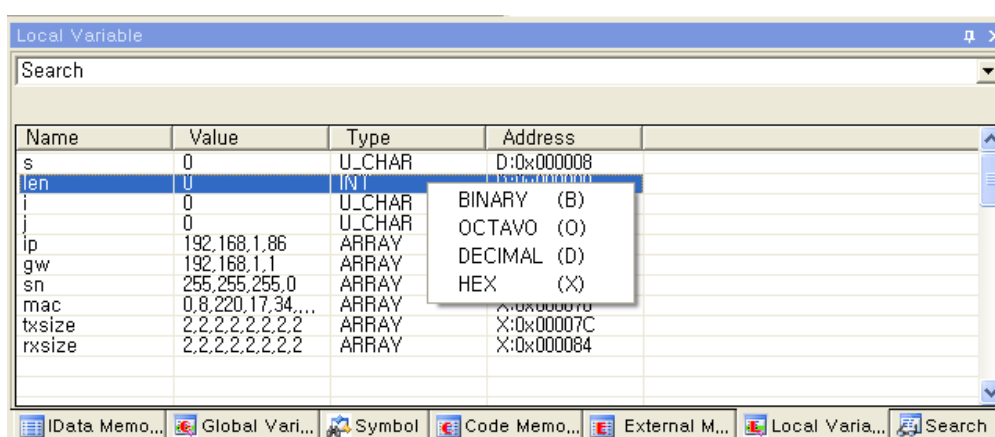 Local Variable
Search
Name Value Type Address
s 0 U_CHAR D:0x000008
len 0 INT
i 0 U_CHAR
j 0 U_CHAR
ip 192,168,1,86 ARRAY
gw 192,168,1,1 ARRAY
sn 255,255,255,0 ARRAY
mac 0,8,220,17,34,... ARRAY
txsize 2,2,2,2,2,2,2,2 ARRAY X:0x00007C
rxsize 2,2,2,2,2,2,2,2 ARRAY X:0x000084
BINARY (B)
OCTAVO (O)
DECIMAL (D)
HEX (X)
IData Memo... Global Vari... Symbol Code Memo... External M... Local Varia... Search